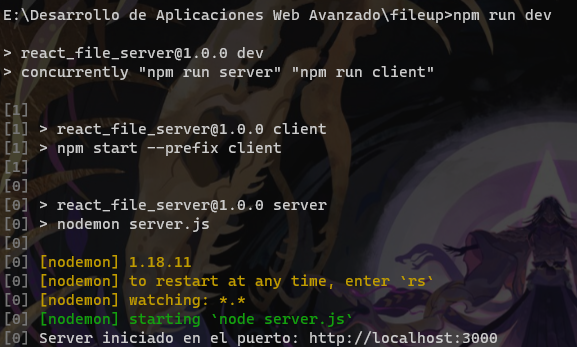 E:\Desarrollo de Aplicaciones Web Avanzado\fileup>npm run dev
> react_file_server@1.0.0 dev
> concurrently "npm run server" "npm run client"
[1]
[1] > react_file_server@1.0.0 client
[1] > npm start --prefix client
[1]
[0]
[0] > react_file_server@1.0.0 server
[0] > nodemon server.js
[0]
[0] [nodemon] 1.18.11
[0] [nodemon] to restart at any time, enter `rs`
[0] [nodemon] watching: *.*
[0] [nodemon] starting `node server.js`
[0] Server iniciado en el puerto: http://localhost:3000